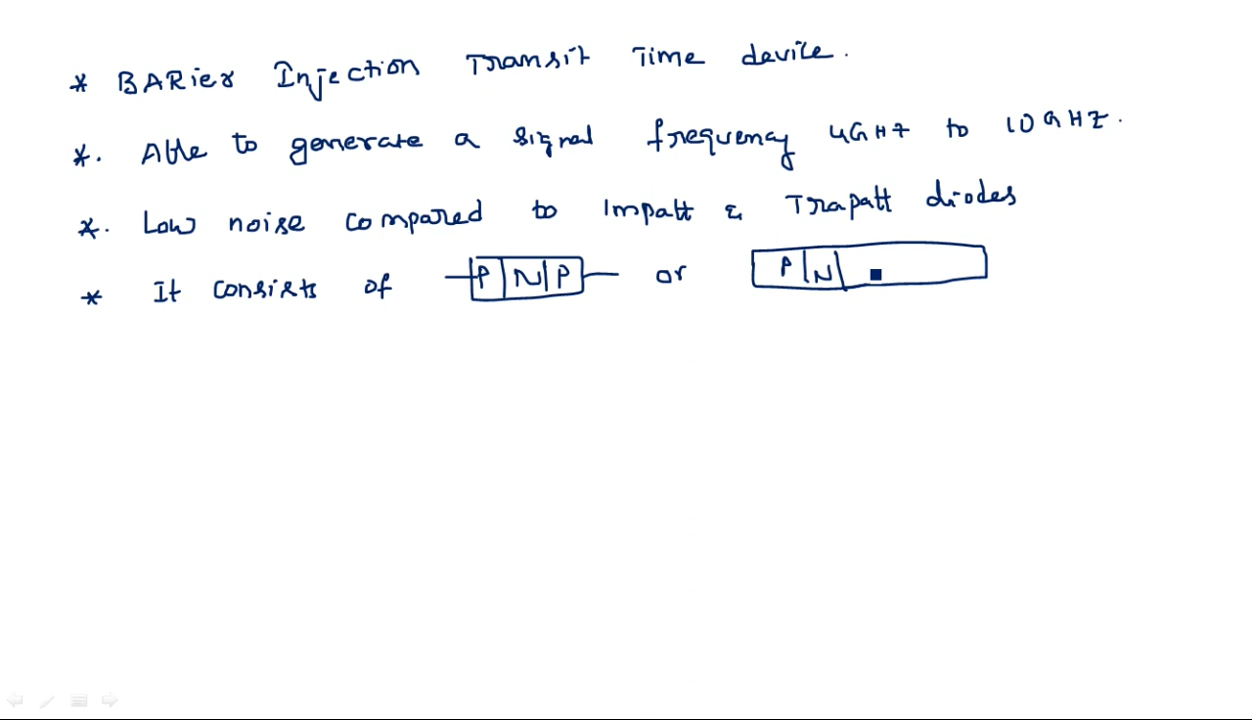 * BARier Injection Transit Time device.
*. Able to generate a signal frequency 4GHz to 10GHz.
*. Low noise compared to Impatt & Trapatt diodes
* It consists of P N P or P N